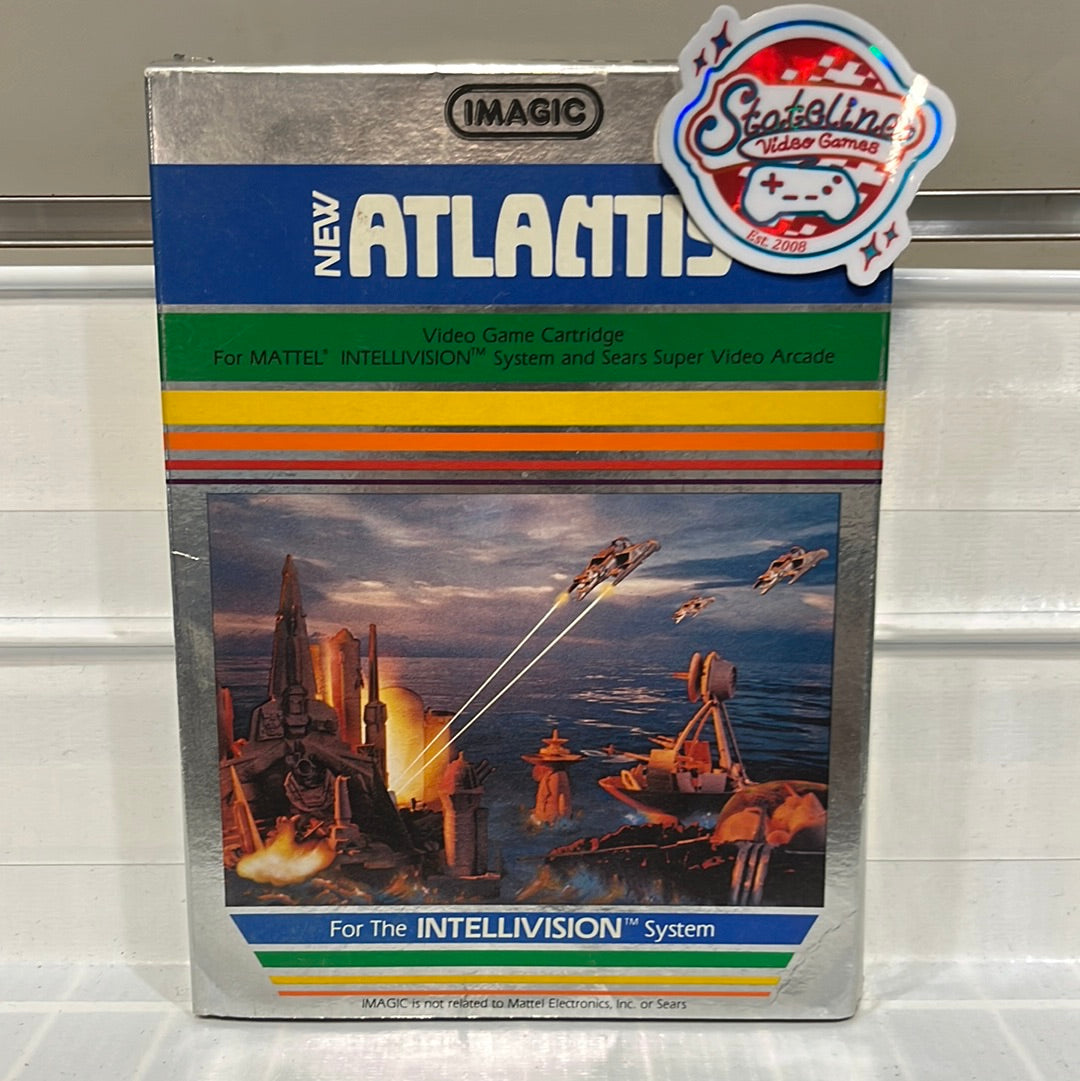 IMAGIC
Stateline
Video Games
Est. 2008
NEW ATLANTIS
Video Game Cartridge
For MATTEL® INTELLIVISION™ System and Sears Super Video Arcade
For The INTELLIVISION™ System
IMAGIC is not related to Mattel Electronics, Inc. or Sears